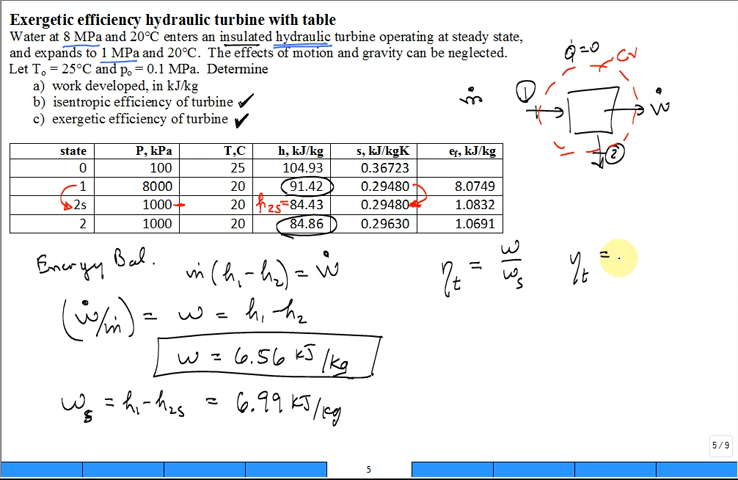 Exergetic efficiency hydraulic turbine with table
Water at 8 MPa and 20°C enters an insulated hydraulic turbine operating at steady state,
and expands to 1 MPa and 20°C. The effects of motion and gravity can be neglected.
Let T₀ = 25°C and p₀ = 0.1 MPa. Determine
a) work developed, in kJ/kg
b) isentropic efficiency of turbine ✓
c) exergetic efficiency of turbine ✓
Q̇=0
CV
ṁ
1
Ẇ
2
state P, kPa T,C h, kJ/kg s, kJ/kgK ef, kJ/kg
0 100 25 104.93 0.36723
1 8000 20 91.42 0.29480 8.0749
2s 1000 20 h2s= 84.43 0.29480 1.0832
2 1000 20 84.86 0.29630 1.0691
Energy Bal. ṁ(h₁-h₂) = Ẇ
(Ẇ/ṁ) = w = h₁-h₂
w = 6.56 kJ/kg
ws = h₁-h2s = 6.99 kJ/kg
ηt = w/ws
ηt =
5/9
5